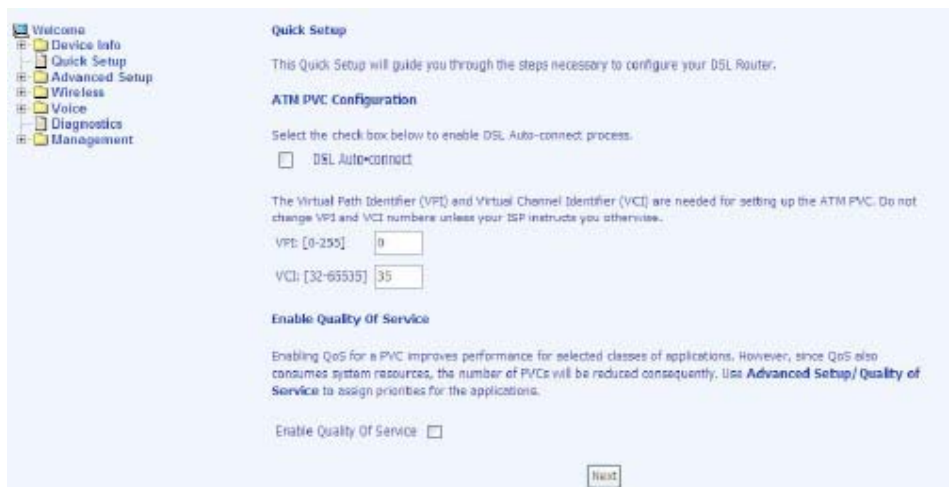 Welcome
Device Info
Quick Setup
Advanced Setup
Wireless
Voice
Diagnostics
Management
Quick Setup
This Quick Setup will guide you through the steps necessary to configure your DSL Router.
ATM PVC Configuration
Select the check box below to enable DSL Auto-connect process.
DSL Auto-connect
The Virtual Path Identifier (VPI) and Virtual Channel Identifier (VCI) are needed for setting up the ATM PVC. Do not
change VPI and VCI numbers unless your ISP instructs you otherwise.
VPI: [0-255] 0
VCI: [32-65535] 35
Enable Quality Of Service
Enabling QoS for a PVC improves performance for selected classes of applications. However, since QoS also
consumes system resources, the number of PVCs will be reduced consequently. Use Advanced Setup/Quality of
Service to assign priorities for the applications.
Enable Quality Of Service
Next